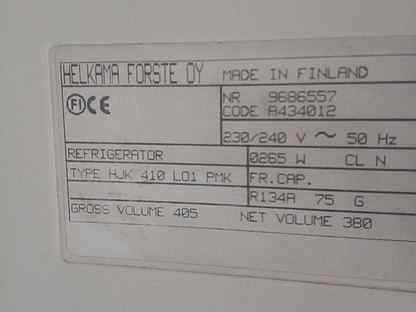 HELKAMA FORSTE OY MADE IN FINLAND
FI CE
NR 9686557
CODE A434012
230/240 V ~ 50 Hz
REFRIGERATOR 0265 W CL N
TYPE HJK 410 L01 PMK FR.CAP.
R134A 75 G
GROSS VOLUME 405 NET VOLUME 380